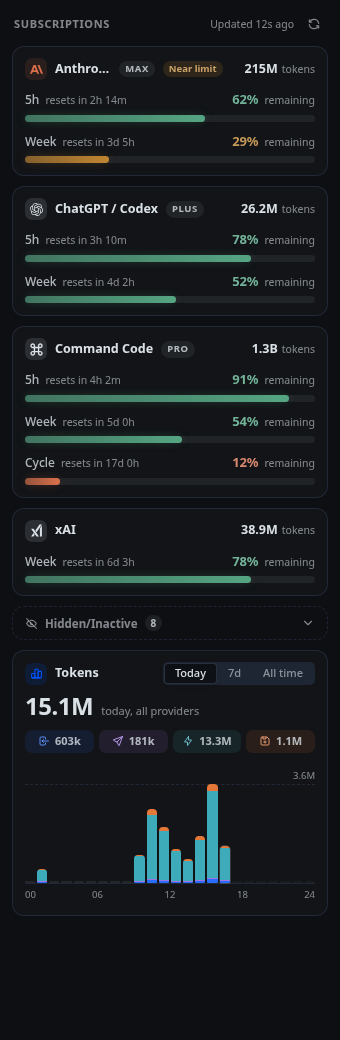 SUBSCRIPTIONS Updated 12s ago
Anthro... MAX Near limit 215M tokens
5h resets in 2h 14m 62% remaining
Week resets in 3d 5h 29% remaining
ChatGPT / Codex PLUS 26.2M tokens
5h resets in 3h 10m 78% remaining
Week resets in 4d 2h 52% remaining
Command Code PRO 1.3B tokens
5h resets in 4h 2m 91% remaining
Week resets in 5d 0h 54% remaining
Cycle resets in 17d 0h 12% remaining
xAI 38.9M tokens
Week resets in 6d 3h 78% remaining
Hidden/Inactive 8
Tokens Today 7d All time
15.1M today, all providers
603k 181k 13.3M 1.1M
3.6M
00 06 12 18 24